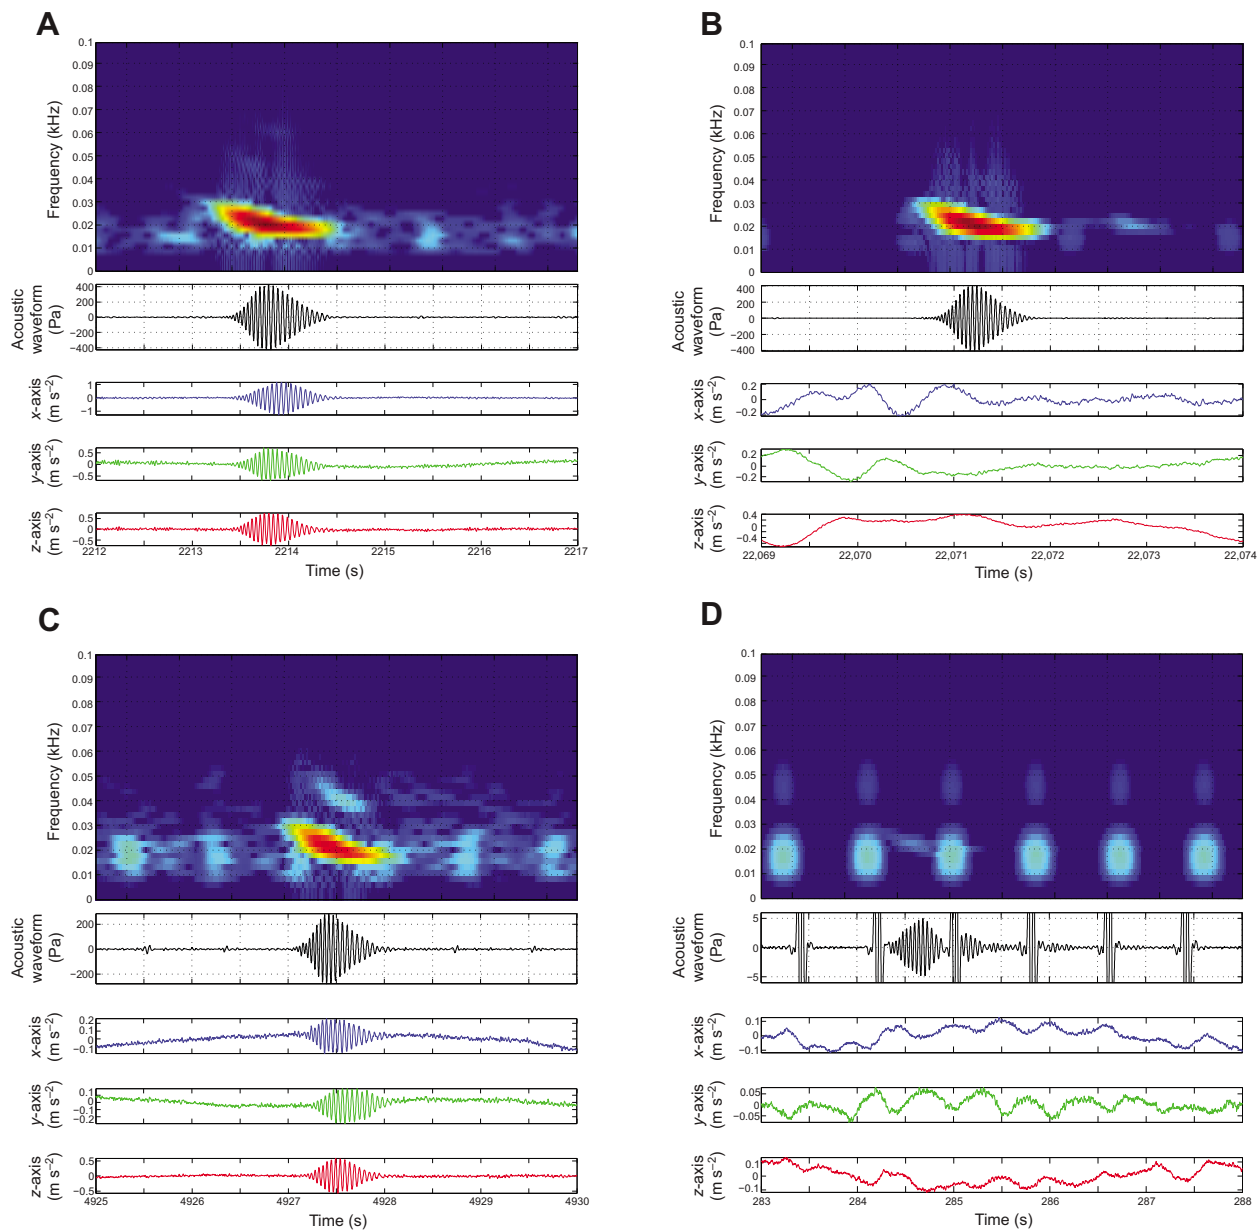 A
0.1
0.09
0.08
0.07
0.06
0.05
0.04
0.03
0.02
0.01
0
Frequency (kHz)
400
200
0
−200
−400
Acoustic
waveform
(Pa)
1
0
−1
x-axis
(m s−2)
0.5
0
−0.5
y-axis
(m s−2)
0.5
0
−0.5
z-axis
(m s−2)
2212 2213 2214 2215 2216 2217
Time (s)
B
0.1
0.09
0.08
0.07
0.06
0.05
0.04
0.03
0.02
0.01
0
Frequency (kHz)
400
200
0
−200
−400
Acoustic
waveform
(Pa)
0.2
0
−0.2
x-axis
(m s−2)
0.2
0
−0.2
y-axis
(m s−2)
0.4
0
−0.4
z-axis
(m s−2)
22,069 22,070 22,071 22,072 22,073 22,074
Time (s)
C
0.1
0.09
0.08
0.07
0.06
0.05
0.04
0.03
0.02
0.01
0
Frequency (kHz)
200
0
−200
Acoustic
waveform
(Pa)
0.2
0.1
0
−0.1
x-axis
(m s−2)
0.1
0
−0.1
−0.2
y-axis
(m s−2)
0.5
0
−0.5
z-axis
(m s−2)
4925 4926 4927 4928 4929 4930
Time (s)
D
0.1
0.09
0.08
0.07
0.06
0.05
0.04
0.03
0.02
0.01
0
Frequency (kHz)
5
0
−5
Acoustic
waveform
(Pa)
0.1
0
−0.1
x-axis
(m s−2)
0.05
0
−0.05
y-axis
(m s−2)
0.1
0
−0.1
z-axis
(m s−2)
283 284 285 286 287 288
Time (s)